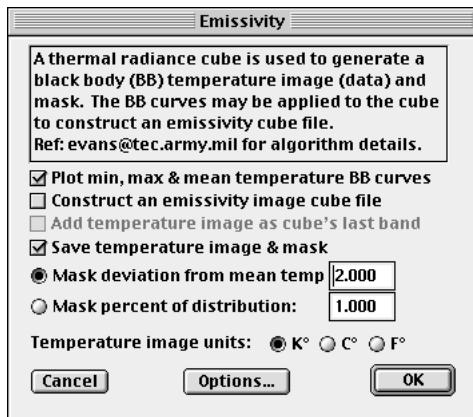 Emissivity
A thermal radiance cube is used to generate a
black body (BB) temperature image (data) and
mask. The BB curves may be applied to the cube
to construct an emissivity cube file.
Ref: evans@tec.army.mil for algorithm details.
Plot min, max & mean temperature BB curves
Construct an emissivity image cube file
Add temperature image as cube's last band
Save temperature image & mask
Mask deviation from mean temp 2.000
Mask percent of distribution: 1.000
Temperature image units: K° C° F°
Cancel Options... OK